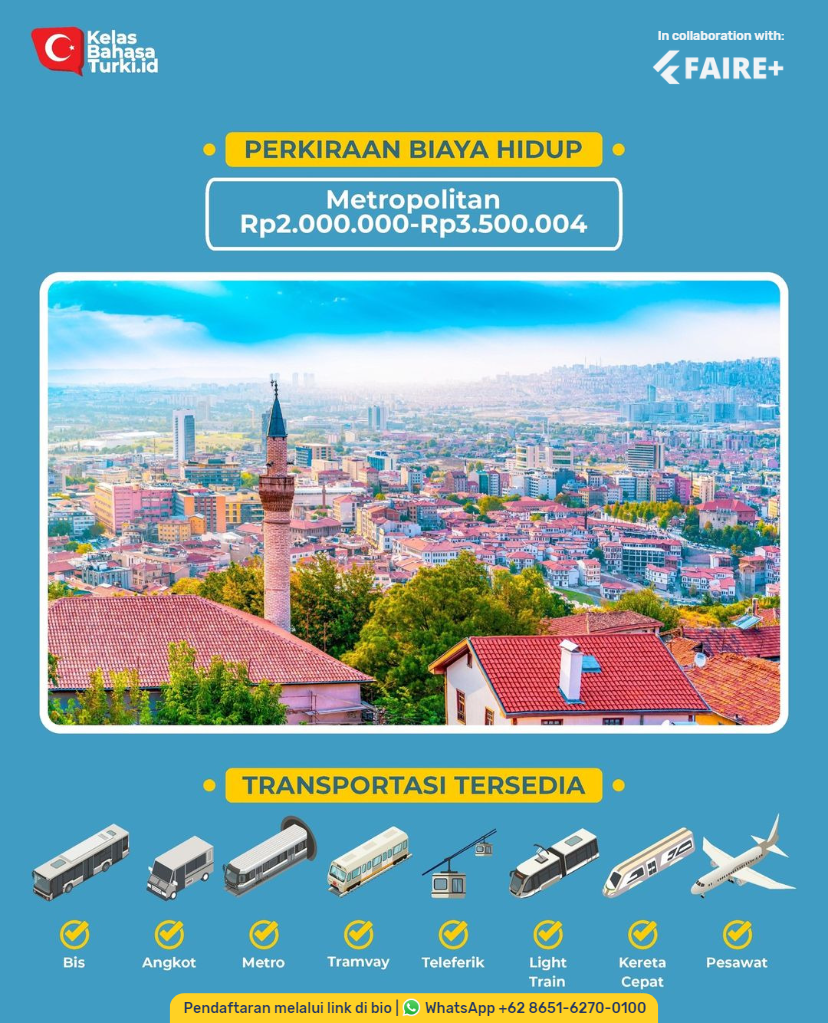 Kelas
Bahasa
Turki.id
In collaboration with:
FAIRE+
PERKIRAAN BIAYA HIDUP
Metropolitan
Rp2.000.000-Rp3.500.004
TRANSPORTASI TERSEDIA
Bis
Angkot
Metro
Tramvay
Teleferik
Light
Train
Kereta
Cepat
Pesawat
Pendaftaran melalui link di bio | WhatsApp +62 8651-6270-0100